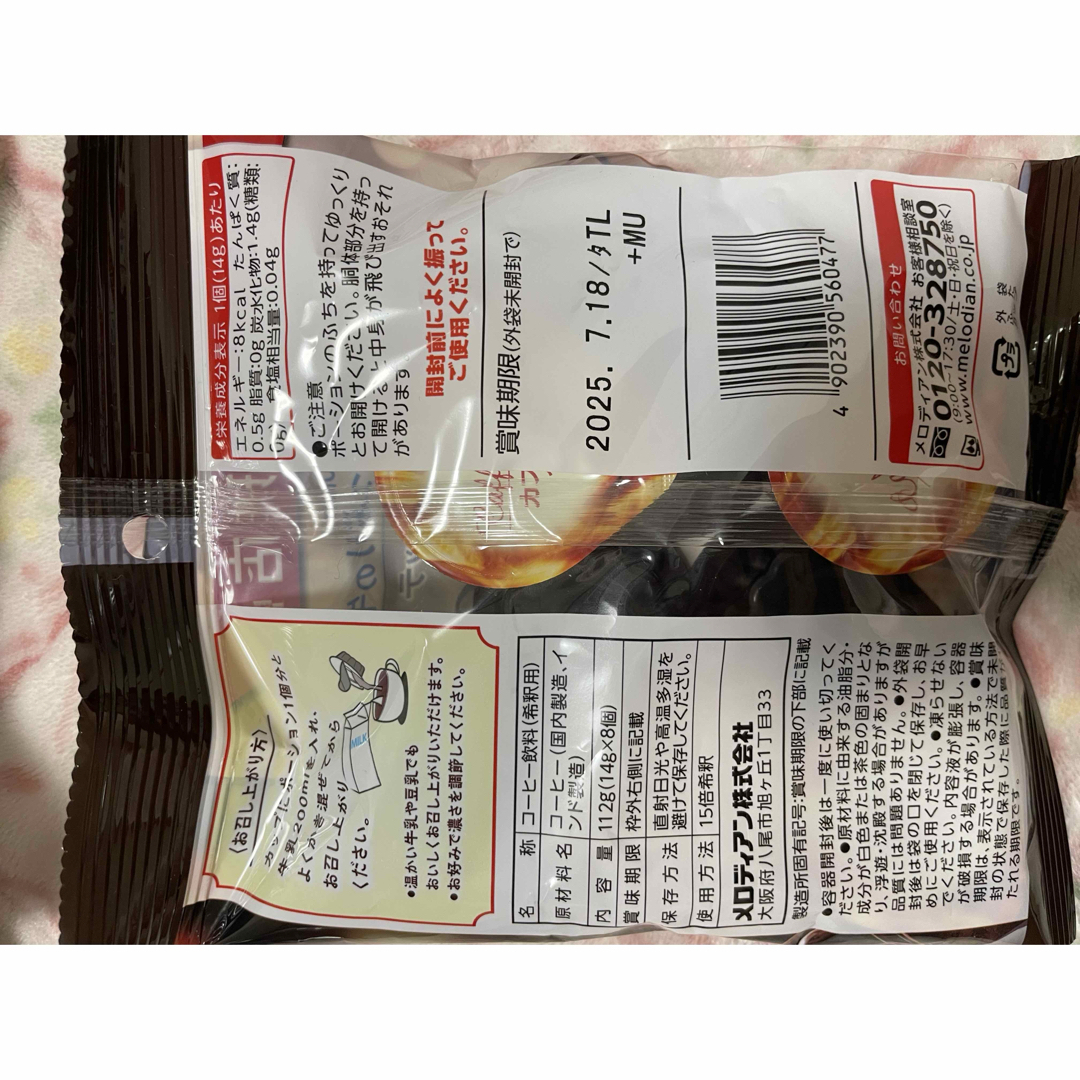 (お召し上がり方)
カップにポーション1個分と
牛乳200mlを入れ、
よくかき混ぜてから
お召し上がり
ください。
MILK
●温かい牛乳や豆乳でも
おいしくお召し上がりいただけます。
●お好みで濃さを調節してください。
名 称 コーヒー飲料(希釈用)
原材料名 コーヒー(国内製造、イ
ンド製造)
内容量 112g(14g×8個)
賞味期限 枠外右側に記載
保存方法 直射日光や高温多湿を
避けて保存してください。
使用方法 15倍希釈
メロディアン株式会社
大阪府八尾市旭ヶ丘1丁目33
製造所固有記号:賞味期限の下部に記載
●容器開封後は一度に使い切ってく
ださい。●原材料に由来する油脂分・
成分が白色または茶色の固まりとな
り、浮遊・沈殿する場合がありますが
品質には問題ありません。●外袋開
封後は袋の口を閉じて保存し、お早
めにご使用ください。●凍らせない
でください。内容液が膨張し、容器
が破損する場合があります。●賞味
期限は、表示されている方法で未開
封の状態で保存した際に品質が
たれる期限です。
栄養成分表示 1個(14g)あたり
エネルギー:8kcal たんぱく質:
0.5g 脂質:0g 炭水化物:1.4g(糖類:
0g) 食塩相当量:0.04g
●ご注意
ポーションのふちを持ってゆっくり
とお開けください。胴体部分を持っ
て開けると中身が飛び出すおそれ
があります
開封前によく振って
ご使用ください。
賞味期限(外袋未開封で)
2025. 7.18/タTL
+MU
4902390560477
お問い合わせ
メロディアン株式会社 お客様相談室
0120-328750
(9:00~17:30/土・日・祝日を除く)
www.melodian.co.jp
プラ
外 袋
カプ